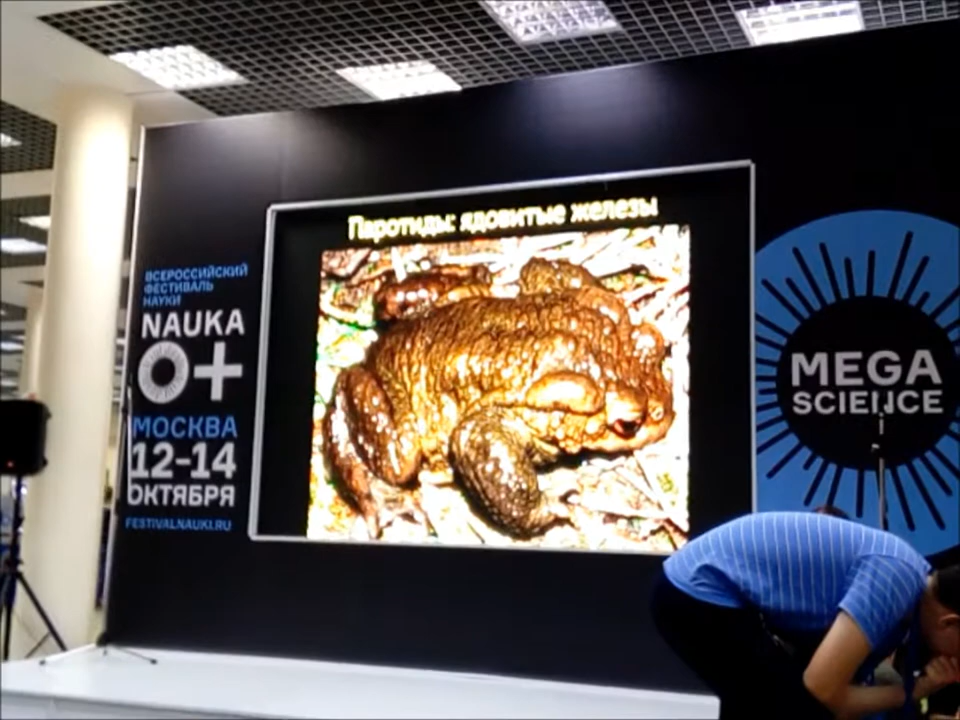 Паротиды: ядовитые железы
ВСЕРОССИЙСКИЙ
ФЕСТИВАЛЬ
НАУКИ
NAUKA
0+
МОСКВА
12-14
ОКТЯБРЯ
FESTIVALNAUKI.RU
MEGA
SCIENCE